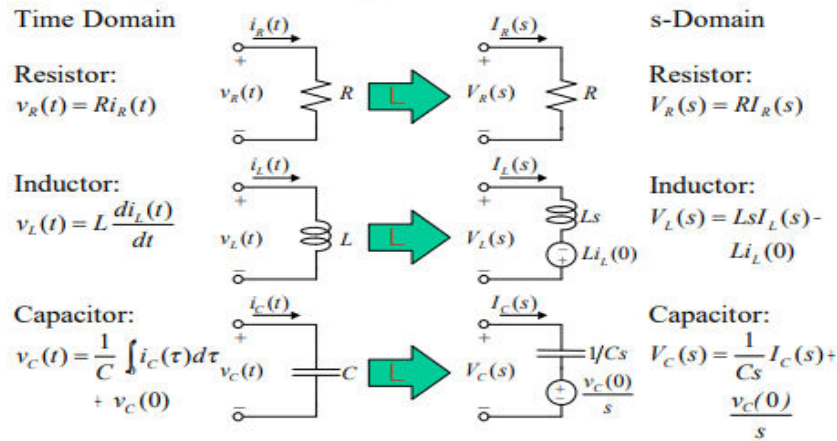 Time Domain
s-Domain
i_R(t)
I_R(s)
Resistor:
v_R(t) = Ri_R(t)
+
v_R(t)
−
R
L
+
V_R(s)
−
R
Resistor:
V_R(s) = RI_R(s)
i_L(t)
I_L(s)
Inductor:
v_L(t) = L di_L(t)/dt
+
v_L(t)
−
L
L
+
V_L(s)
−
Ls
− +
Li_L(0)
Inductor:
V_L(s) = LsI_L(s) -
Li_L(0)
i_C(t)
I_C(s)
Capacitor:
v_C(t) = 1/C ∫ i_C(τ)dτ
+ v_C(0)
+
v_C(t)
−
C
L
+
V_C(s)
−
1/Cs
+ −
v_C(0)/s
Capacitor:
V_C(s) = 1/Cs I_C(s) +
v_C(0)/s